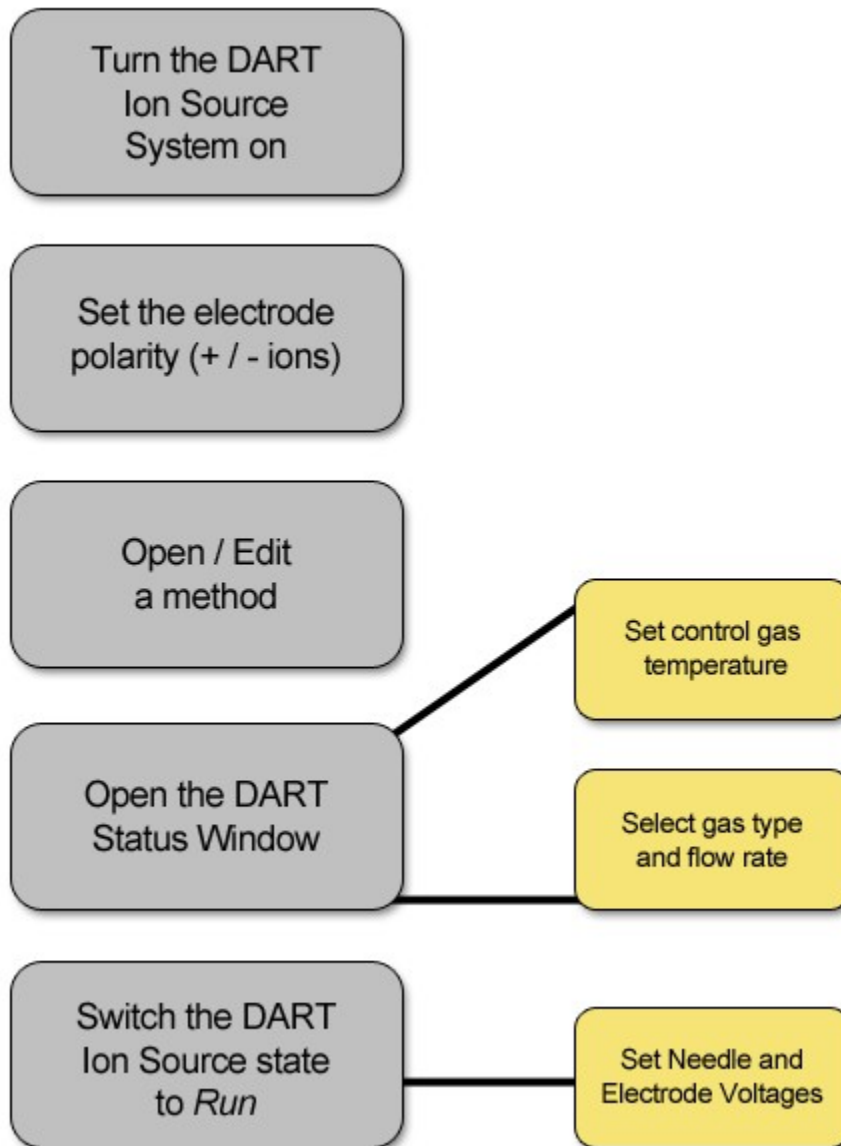 Turn the DART
Ion Source
System on
Set the electrode
polarity (+ / - ions)
Open / Edit
a method
Set control gas
temperature
Open the DART
Status Window
Select gas type
and flow rate
Switch the DART
Ion Source state
to Run
Set Needle and
Electrode Voltages